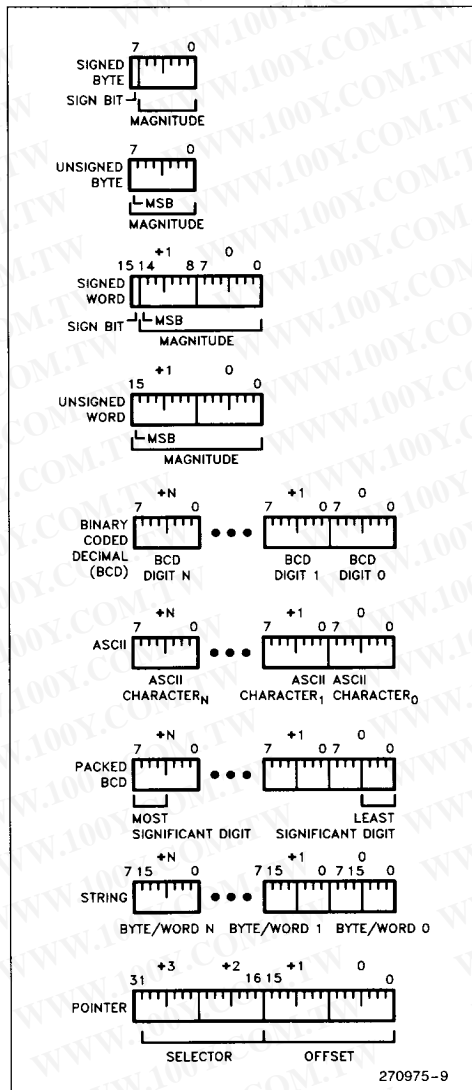 7 0
SIGNED
BYTE
SIGN BIT
MAGNITUDE
7 0
UNSIGNED
BYTE
MSB
MAGNITUDE
+1 0
15 14 8 7 0
SIGNED
WORD
SIGN BIT MSB
MAGNITUDE
+1 0
15 0
UNSIGNED
WORD
MSB
MAGNITUDE
+N +1 0
7 0 7 0 7 0
BINARY
CODED
DECIMAL
(BCD)
BCD BCD BCD
DIGIT N DIGIT 1 DIGIT 0
+N +1 0
7 0 7 0 7 0
ASCII
ASCII ASCII ASCII
CHARACTERN CHARACTER1 CHARACTER0
+N +1 0
7 0 7 0 7 0
PACKED
BCD
MOST LEAST
SIGNIFICANT DIGIT SIGNIFICANT DIGIT
+N +1 0
7 15 0 7 15 0 7 15 0
STRING
BYTE/WORD N BYTE/WORD 1 BYTE/WORD 0
+3 +2 +1 0
31 16 15 0
POINTER
SELECTOR OFFSET
270975-9
WWW.100Y.COM.TW